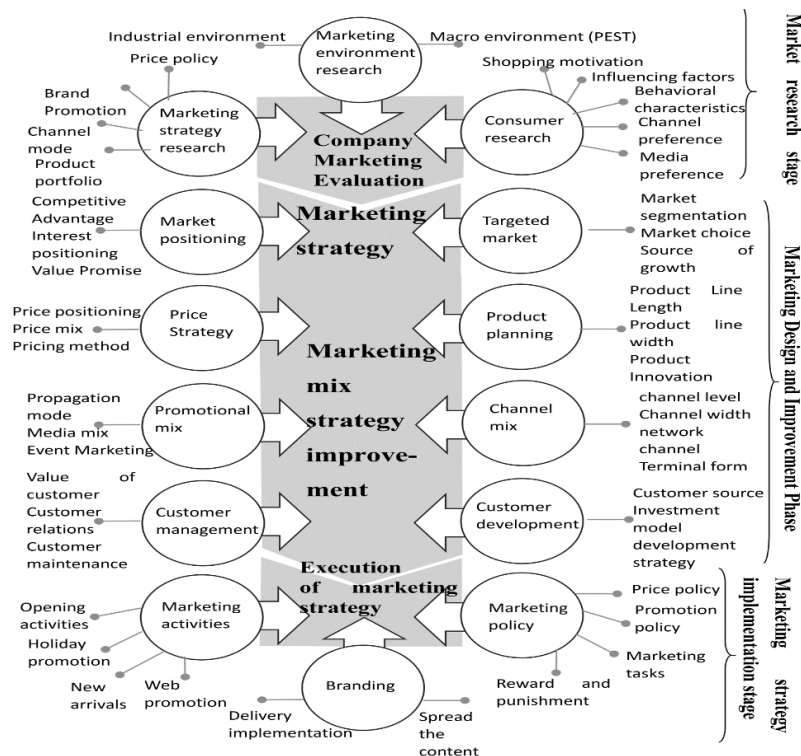 Industrial environment
Marketing
environment
research
Macro environment (PEST)
Price policy
Brand
Promotion
Channel
mode
Product
portfolio
Marketing
strategy
research
Shopping motivation
Influencing factors
Behavioral
characteristics
Channel
preference
Media
preference
Consumer
research
Company
Marketing
Evaluation
Market research stage
Competitive
Advantage
Interest
positioning
Value Promise
Market
positioning
Marketing
strategy
Targeted
market
Market
segmentation
Market choice
Source of
growth
Price positioning
Price mix
Pricing method
Price
Strategy
Product
planning
Product Line
Length
Product line
width
Product
Innovation
Marketing
mix
strategy
improve-
ment
Propagation
mode
Media mix
Event Marketing
Promotional
mix
Channel
mix
channel level
Channel width
network
channel
Terminal form
Value of
customer
Customer
relations
Customer
maintenance
Customer
management
Customer
development
Customer source
Investment
model
development
strategy
Marketing Design and Improvement Phase
Execution
of marketing
strategy
Opening
activities
Holiday
promotion
New
arrivals
Web
promotion
Marketing
activities
Marketing
policy
Price policy
Promotion
policy
Marketing
tasks
Reward and
punishment
Branding
Delivery
implementation
Spread
the
content
Marketing strategy
implementation stage